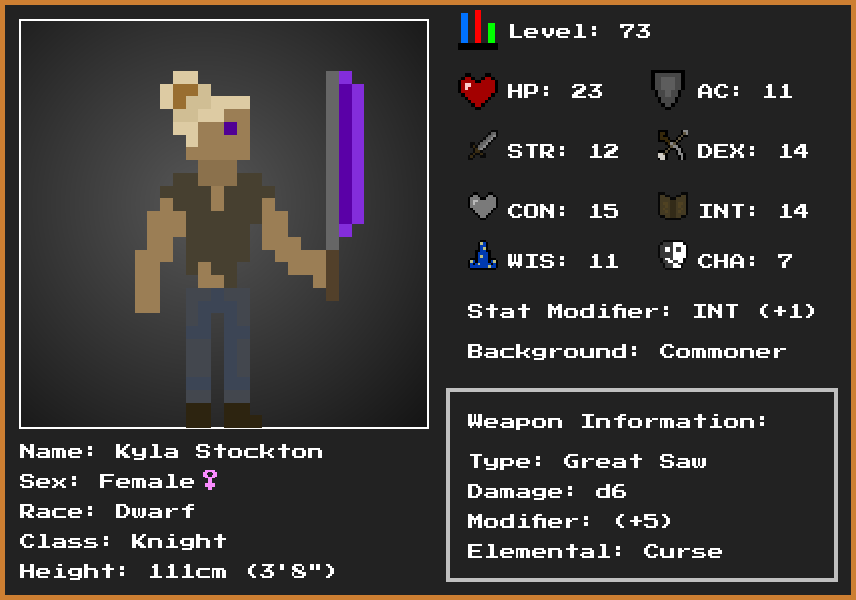 Level: 73
HP: 23 AC: 11
STR: 12 DEX: 14
CON: 15 INT: 14
WIS: 11 CHA: 7
Stat Modifier: INT (+1)
Background: Commoner
Weapon Information:
Type: Great Saw
Damage: d6
Modifier: (+5)
Elemental: Curse
Name: Kyla Stockton
Sex: Female♀
Race: Dwarf
Class: Knight
Height: 111cm (3'8")